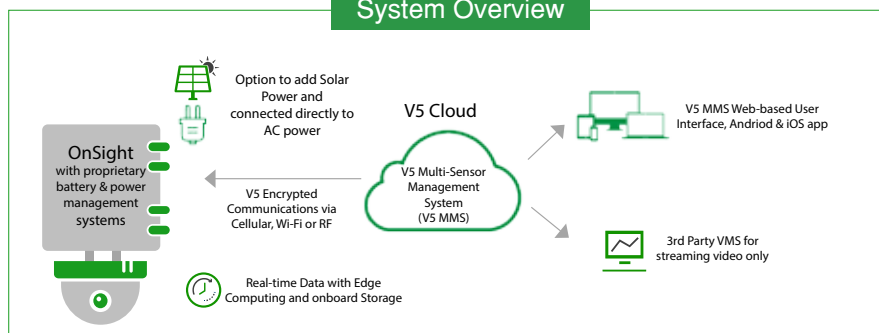 System Overview
Option to add Solar
Power and
connected directly to
AC power
OnSight
with proprietary
battery & power
management
systems
V5 Encrypted
Communications via
Cellular, Wi-Fi or RF
Real-time Data with Edge
Computing and onboard Storage
V5 Cloud
V5 Multi-Sensor
Management
System
(V5 MMS)
V5 MMS Web-based User
Interface, Andriod & iOS app
3rd Party VMS for
streaming video only